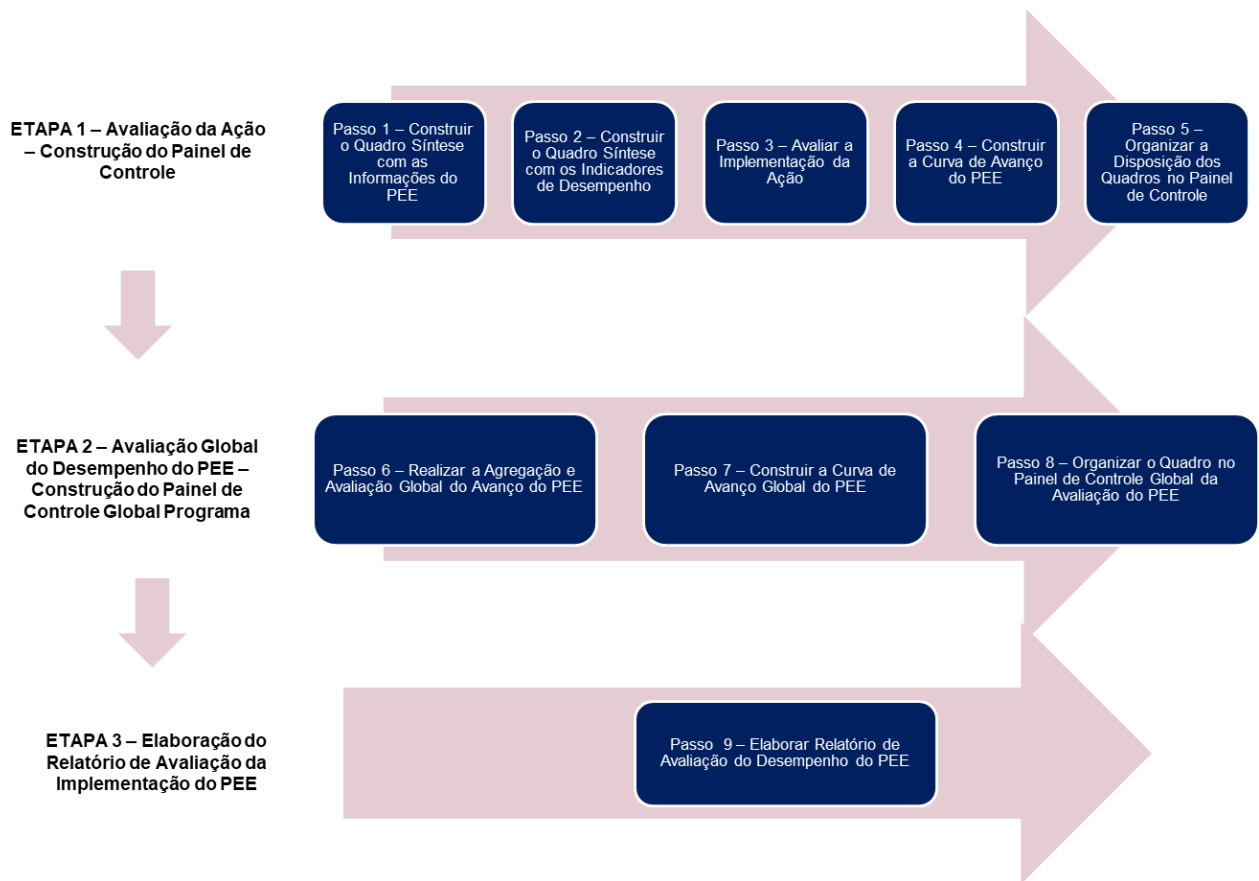 ETAPA 1 – Avaliação da Ação
– Construção do Painel de
Controle
Passo 1 – Construir
o Quadro Síntese
com as
Informações do
PEE
Passo 2 – Construir
o Quadro Síntese
com os Indicadores
de Desempenho
Passo 3 – Avaliar a
Implementação da
Ação
Passo 4 – Construir
a Curva de Avanço
do PEE
Passo 5 –
Organizar a
Disposição dos
Quadros no Painel
de Controle
ETAPA 2 – Avaliação Global
do Desempenho do PEE –
Construção do Painel de
Controle Global Programa
Passo 6 – Realizar a Agregação e
Avaliação Global do Avanço do PEE
Passo 7 – Construir a Curva de
Avanço Global do PEE
Passo 8 – Organizar o Quadro no
Painel de Controle Global da
Avaliação do PEE
ETAPA 3 – Elaboração do
Relatório de Avaliação da
Implementação do PEE
Passo 9 – Elaborar Relatório de
Avaliação do Desempenho do PEE